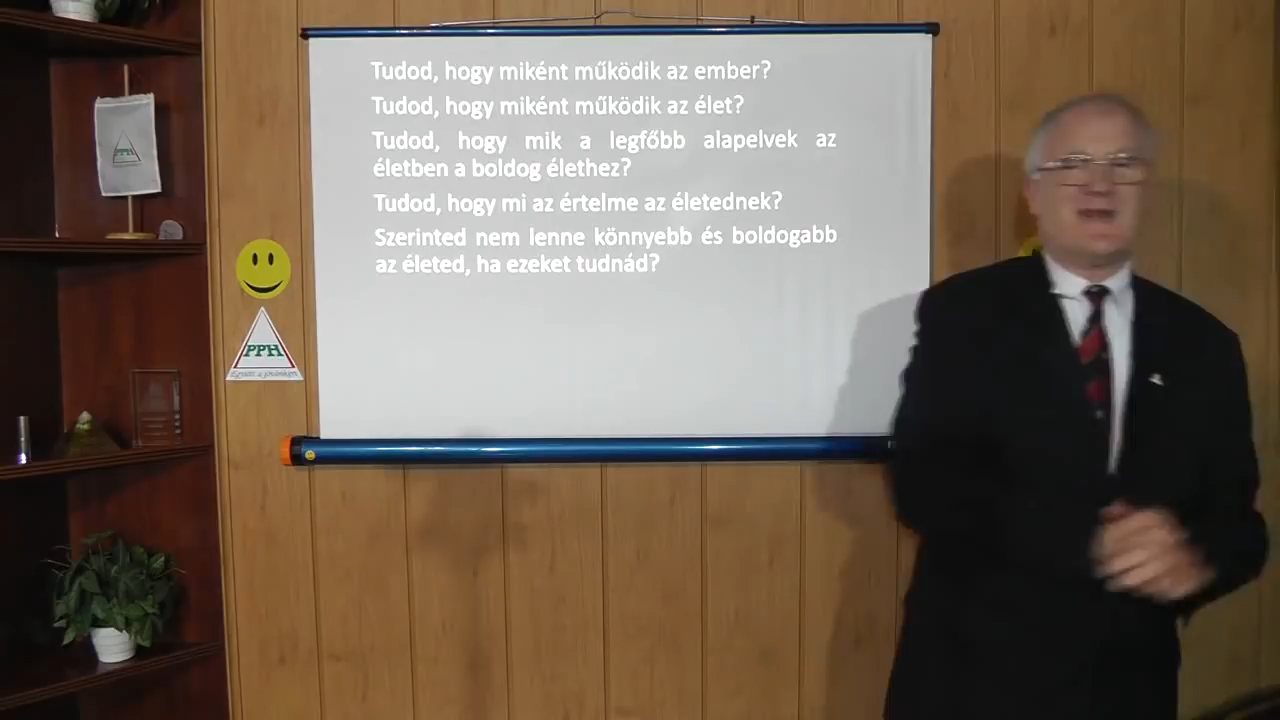 Tudod, hogy miként működik az ember?
Tudod, hogy miként működik az élet?
Tudod, hogy mik a legfőbb alapelvek az
életben a boldog élethez?
Tudod, hogy mi az értelme az életednek?
Szerinted nem lenne könnyebb és boldogabb
az életed, ha ezeket tudnád?
PPH
PPH
Együtt a jövőnkért